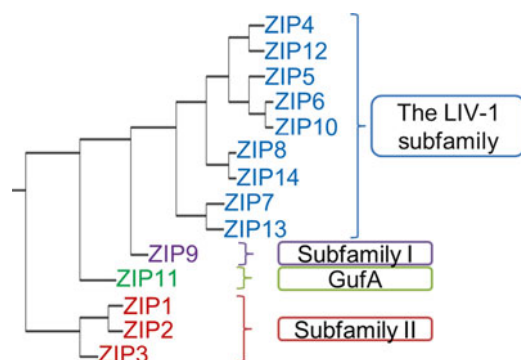 ZIP4
ZIP12
ZIP5
ZIP6
ZIP10
ZIP8
ZIP14
ZIP7
ZIP13
The LIV-1
subfamily
ZIP9
Subfamily I
ZIP11
GufA
ZIP1
ZIP2
ZIP3
Subfamily II